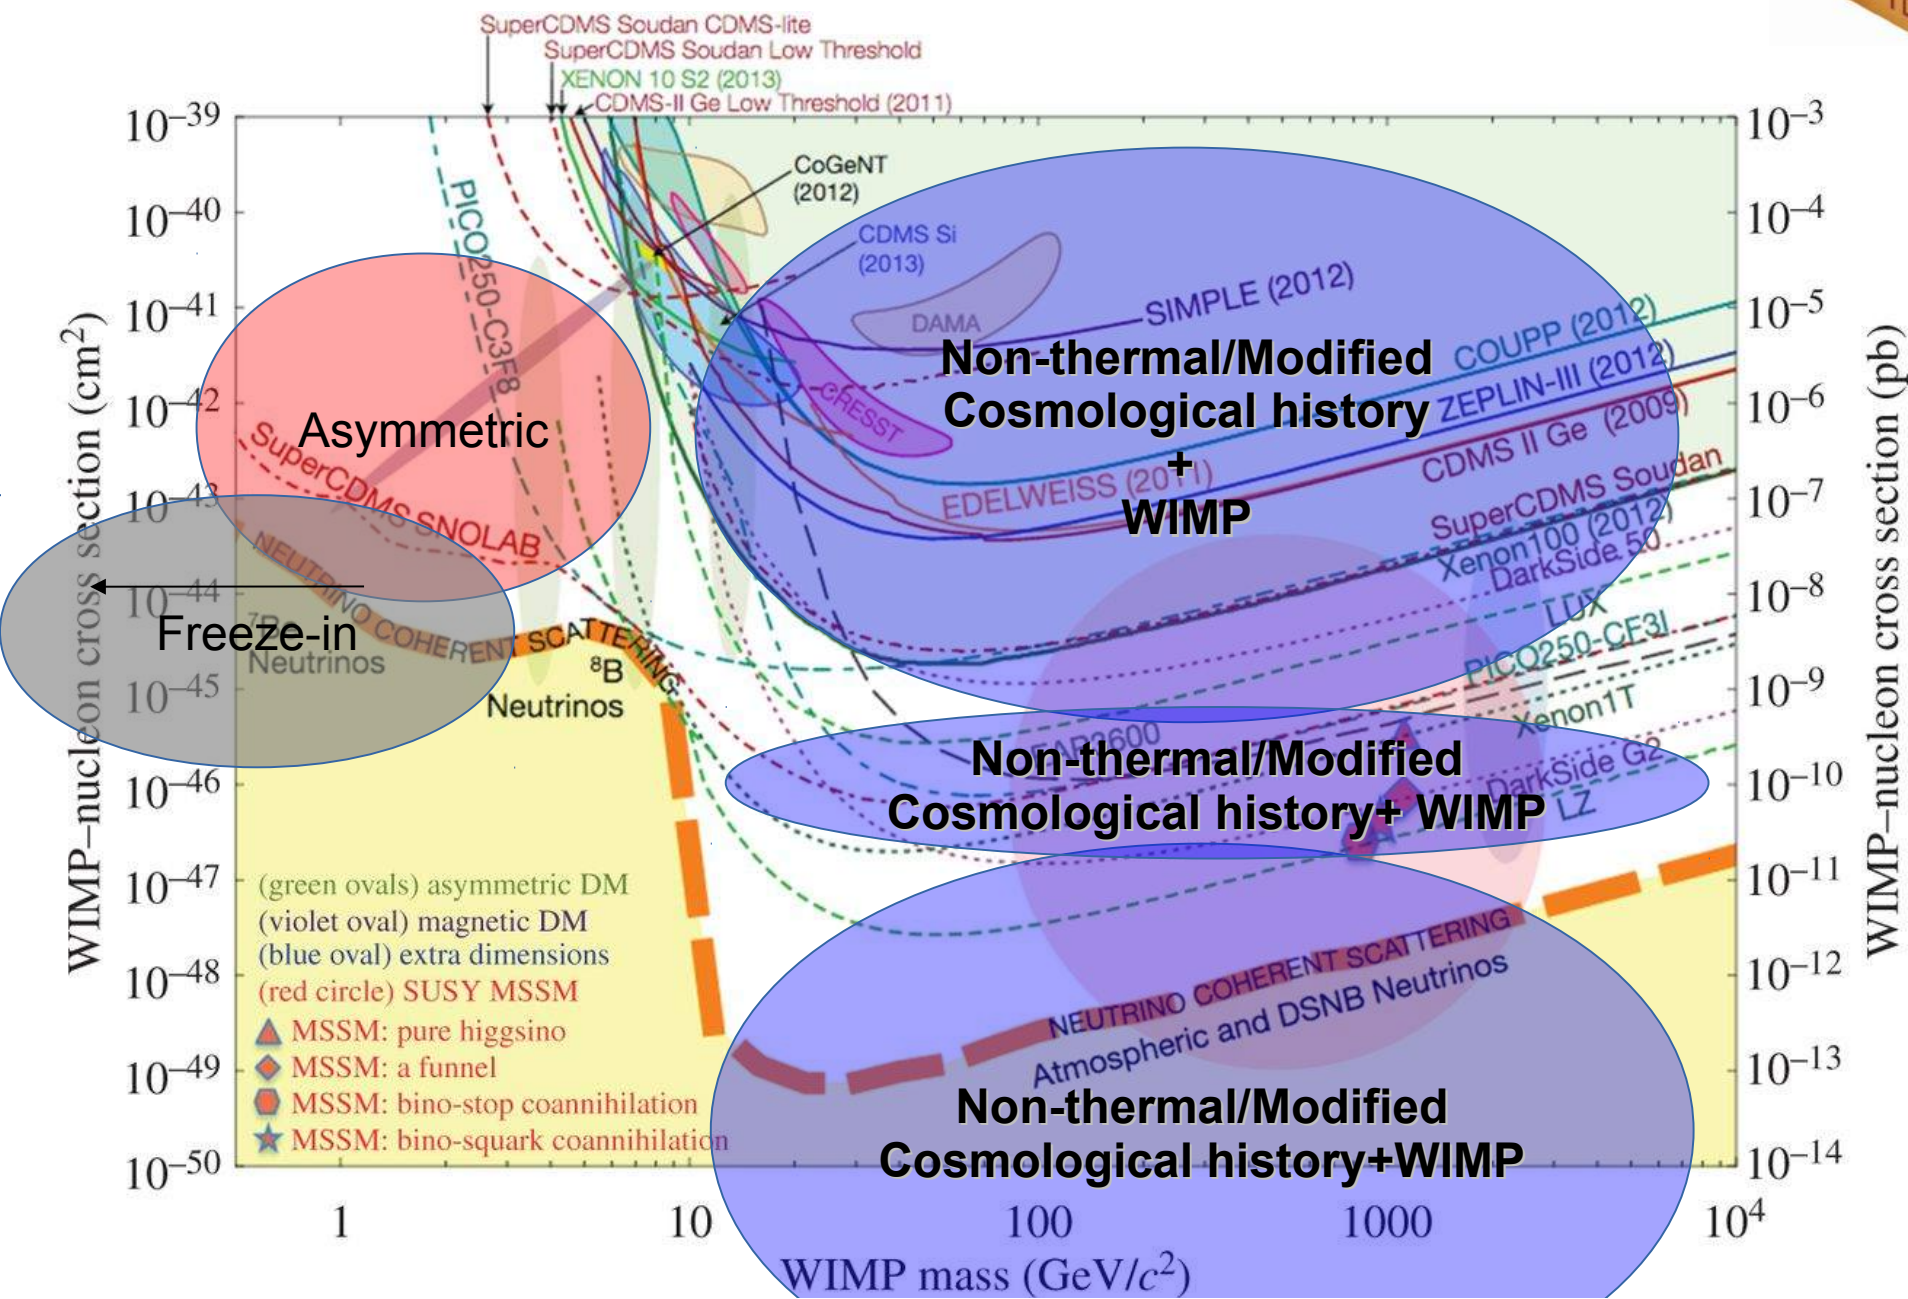 SuperCDMS Soudan CDMS-lite
SuperCDMS Soudan Low Threshold
XENON 10 S2 (2013)
CDMS-II Ge Low Threshold (2011)
10–39
10–40
10–41
10–42
10–43
10–44
10–45
10–46
10–47
10–48
10–49
10–50
WIMP–nucleon cross section (cm2)
10–3
10–4
10–5
10–6
10–7
10–8
10–9
10–10
10–11
10–12
10–13
10–14
WIMP–nucleon cross section (pb)
PICO250-C3F8
CoGeNT
(2012)
CDMS Si
(2013)
DAMA
SIMPLE (2012)
COUPP (2012)
ZEPLIN-III (2012)
CDMS II Ge (2009)
CRESST
EDELWEISS (2011)
SuperCDMS Soudan
Xenon100 (2012)
DarkSide 50
LUX
PICO250-CF3I
Xenon1T
DarkSide G2
LZ
Non-thermal/Modified
Cosmological history
+
WIMP
Asymmetric
SuperCDMS SNOLAB
Freeze-in
NEUTRINO COHERENT SCATTERING
7Be
Neutrinos
8B
Neutrinos
Non-thermal/Modified
Cosmological history+ WIMP
(green ovals) asymmetric DM
(violet oval) magnetic DM
(blue oval) extra dimensions
(red circle) SUSY MSSM
MSSM: pure higgsino
MSSM: a funnel
MSSM: bino-stop coannihilation
MSSM: bino-squark coannihilation
NEUTRINO COHERENT SCATTERING
Atmospheric and DSNB Neutrinos
Non-thermal/Modified
Cosmological history+WIMP
1
10
100
1000
104
WIMP mass (GeV/c2)